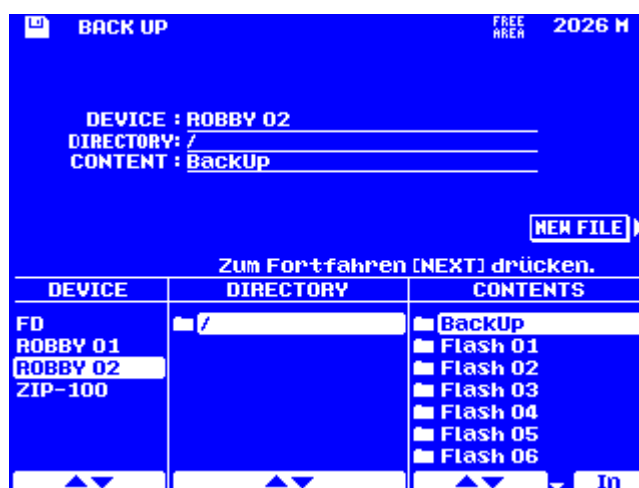 BACK UP FREE AREA 2026 M
DEVICE : ROBBY 02
DIRECTORY: /
CONTENT : BackUp
NEW FILE
Zum Fortfahren [NEXT] drücken.
DEVICE DIRECTORY CONTENTS
FD / BackUp
ROBBY 01 Flash 01
ROBBY 02 Flash 02
ZIP-100 Flash 03
Flash 04
Flash 05
Flash 06
In